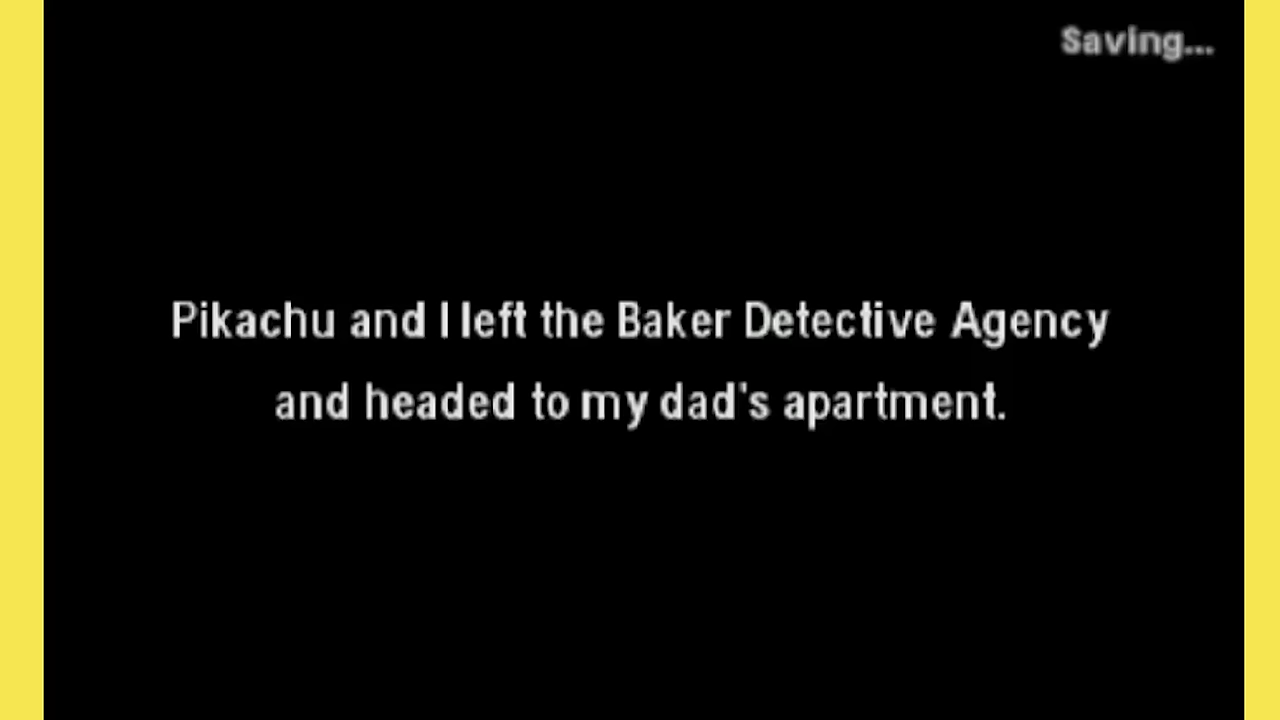 Saving...
Pikachu and I left the Baker Detective Agency
and headed to my dad's apartment.